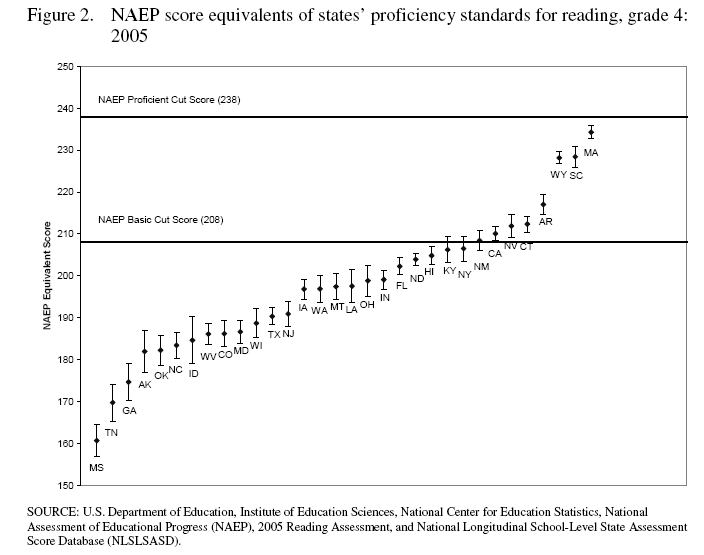 Figure 2. NAEP score equivalents of states' proficiency standards for reading, grade 4:
2005
250
NAEP Proficient Cut Score (238)
240
230
MA
WY SC
220
NAEP Basic Cut Score (208)
AR
210
NV CT
CA
NM
KY NY
HI
ND
FL
200
IN
OH
LA
MT
WA
IA
190
TX NJ
WI
MD
CO
WV
180
ID
NC
OK
AK
170
GA
TN
160
MS
150
NAEP Equivalent Score
SOURCE: U.S. Department of Education, Institute of Education Sciences, National Center for Education Statistics, National
Assessment of Educational Progress (NAEP), 2005 Reading Assessment, and National Longitudinal School-Level State Assessment
Score Database (NLSLSASD).